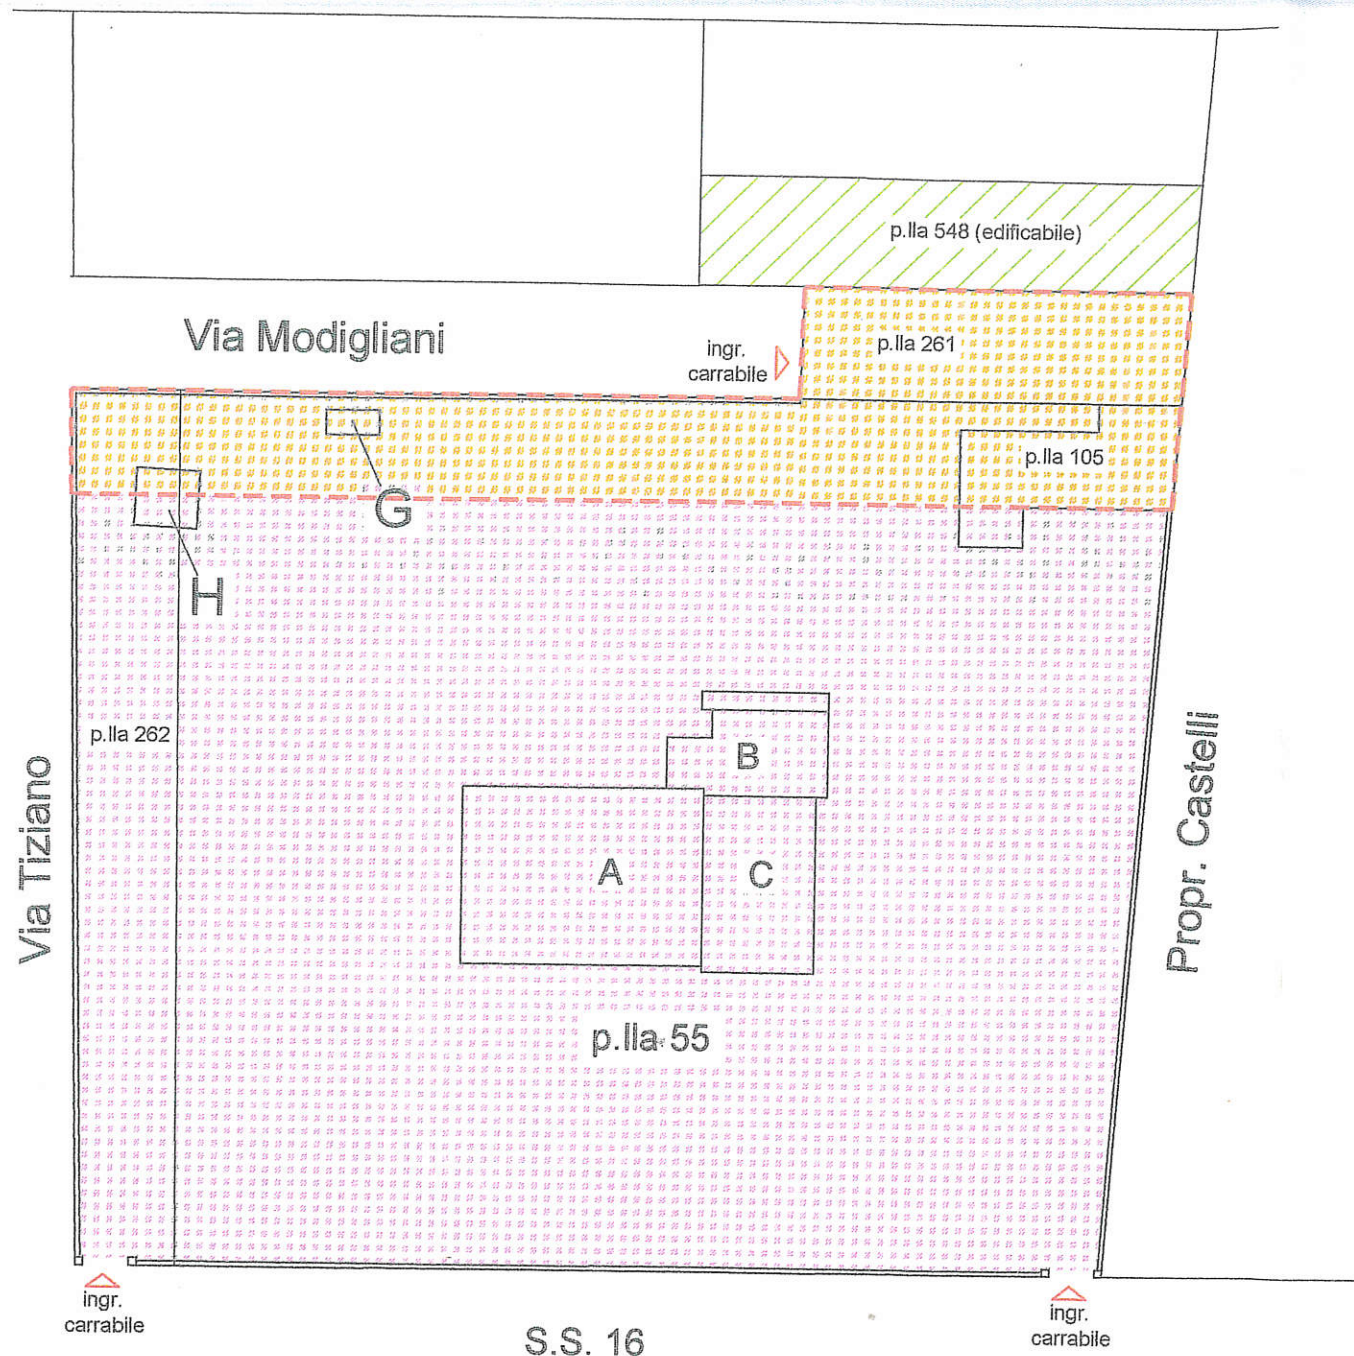 p.lla 548 (edificabile)
Via Modigliani
ingr.
carrabile
p.lla 261
p.lla 105
G
H
p.lla 262
B
A
C
Via Tiziano
Propr. Castelli
p.lla 55
ingr.
carrabile
S.S. 16
ingr.
carrabile